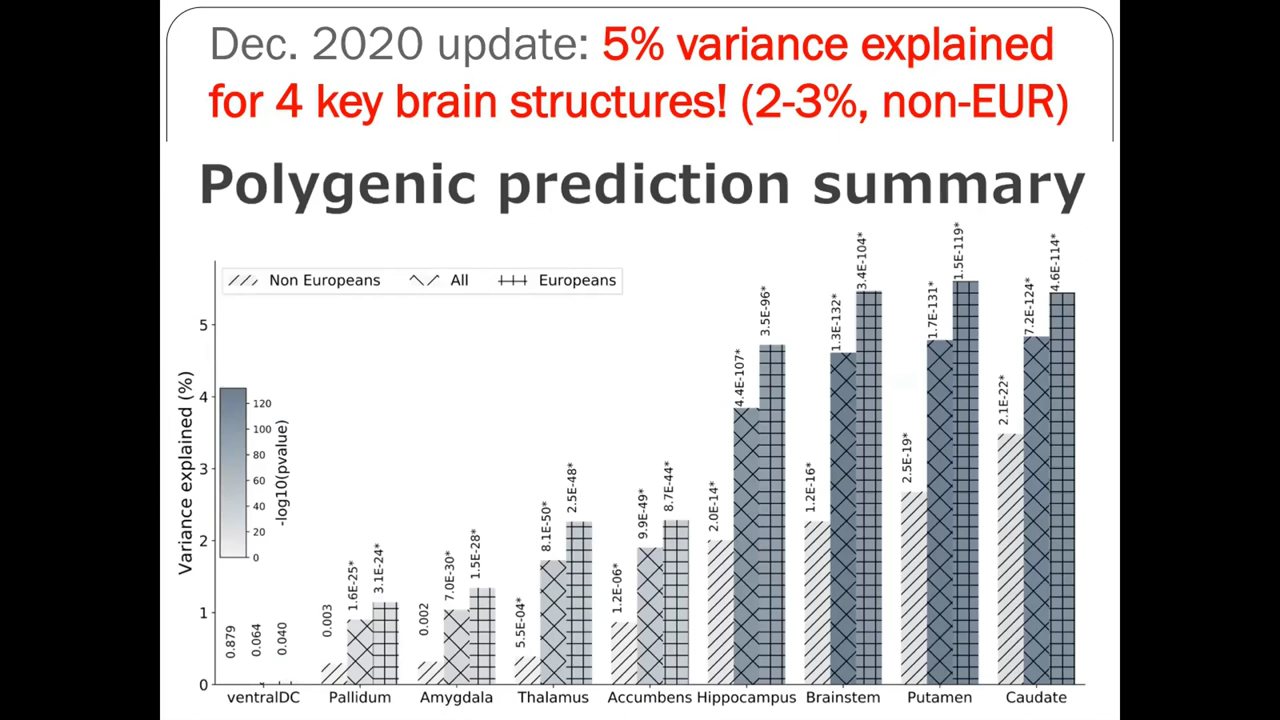 Dec. 2020 update: 5% variance explained
for 4 key brain structures! (2-3%, non-EUR)
Polygenic prediction summary
Non Europeans
All
Europeans
Variance explained (%)
5
4
3
2
1
0
120
100
80
60
40
20
0
-log10(pvalue)
0.879
0.064
0.040
0.003
1.6E-25*
3.1E-24*
0.002
7.0E-30*
1.5E-28*
5.5E-04*
8.1E-50*
2.5E-48*
1.2E-06*
9.9E-49*
8.7E-44*
2.0E-14*
4.4E-107*
3.5E-96*
1.2E-16*
1.3E-132*
3.4E-104*
2.5E-19*
1.7E-131*
1.5E-119*
2.1E-22*
7.2E-124*
4.6E-114*
ventralDC
Pallidum
Amygdala
Thalamus
Accumbens
Hippocampus
Brainstem
Putamen
Caudate